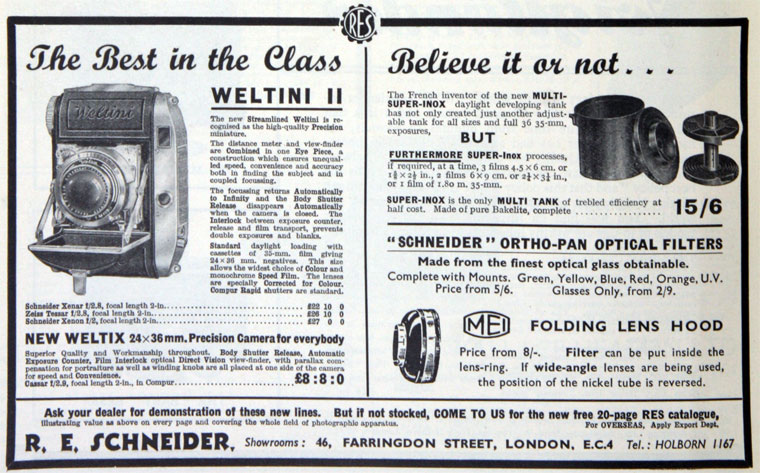 RES
The Best in the Class
Weltini
WELTINI II
The new Streamlined Weltini is re-
cognised as the high-quality Precision
miniature.
The distance meter and view-finder
are Combined in one Eye Piece, a
construction which ensures unequal-
led speed, convenience and accuracy
both in finding the subject and in
coupled focussing.
The focussing returns Automatically
to Infinity and the Body Shutter
Release disappears Automatically
when the camera is closed. The
Interlock between exposure counter,
release and film transport, prevents
double exposures and blanks.
Standard daylight loading with
cassettes of 35-mm. film giving
24×36 mm. negatives. This size
allows the widest choice of Colour and
monochrome Speed Film. The lenses
are specially Corrected for Colour.
Compur Rapid shutters are standard.
Schneider Xenar f/2.8, focal length 2-in. £22 10 0
Zeiss Tessar f/2.8, focal length 2-in. £26 10 0
Schneider Xenon f/2, focal length 2-in. £27 0 0
NEW WELTIX 24×36mm. Precision Camera for everybody
Superior Quality and Workmanship throughout. Body Shutter Release, Automatic
Exposure Counter, Film Interlock optical Direct Vision view-finder, with parallax com-
pensation for portraiture as well as winding knobs are all placed at one side of the camera
for speed and Convenience.
Cassar f/2.9, focal length 2-in., in Compur £8:8:0
Believe it or not...
The French inventor of the new MULTI-
SUPER-INOX daylight developing tank
has not only created just another adjust-
able tank for all sizes and full 36 35-mm.
exposures,
BUT
FURTHERMORE SUPER-Inox processes,
if required, at a time, 3 films 4.5×6 cm. or
1⅝×2½ in., 2 films 6×9 cm. or 2¼×3¼ in.,
or 1 film of 1.80 m. 35-mm.
SUPER-INOX is the only MULTI TANK of trebled efficiency at
half cost. Made of pure Bakelite, complete 15/6
"SCHNEIDER" ORTHO-PAN OPTICAL FILTERS
Made from the finest optical glass obtainable.
Complete with Mounts. Green, Yellow, Blue, Red, Orange, U.V.
Price from 5/6. Glasses Only, from 2/9.
MEI FOLDING LENS HOOD
Price from 8/-. Filter can be put inside the
lens-ring. If wide-angle lenses are being used,
the position of the nickel tube is reversed.
Ask your dealer for demonstration of these new lines. But if not stocked, COME TO US for the new free 20-page RES catalogue,
illustrating value as above on every page and covering the whole field of photographic apparatus. For OVERSEAS, Apply Export Dept.
R. E. SCHNEIDER, Showrooms: 46, FARRINGDON STREET, LONDON, E.C.4 Tel.: HOLBORN 1167